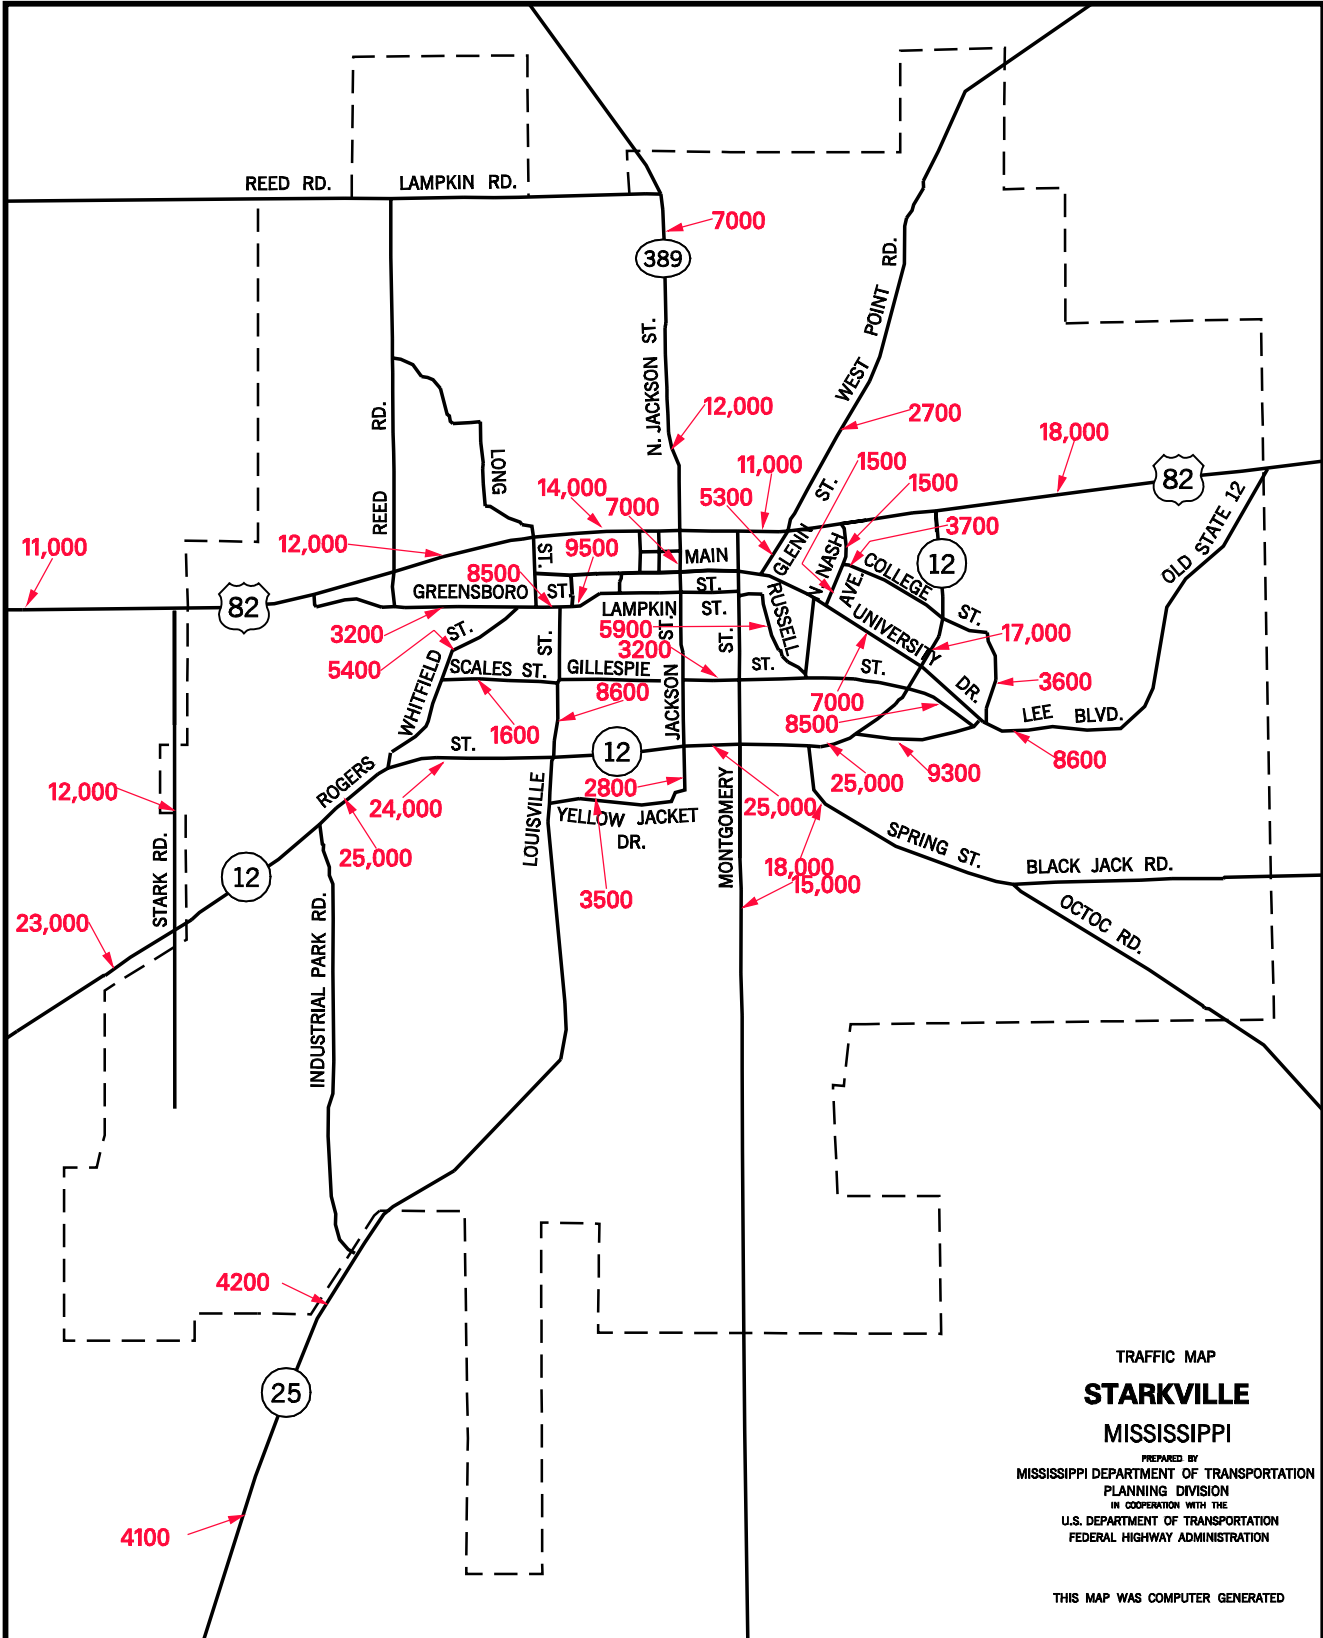 REED RD.
LAMPKIN RD.
7000
389
N. JACKSON ST.
WEST POINT RD.
12,000
2700
18,000
REED RD.
LONG
ST.
14,000
7000
11,000
5300
ST.
1500
1500
82
3700
OLD STATE 12
11,000
12,000
9500
8500
MAIN
GLENN
N. NASH
AVE.
COLLEGE
ST.
12
82
GREENSBORO
ST.
ST.
LAMPKIN
ST.
RUSSELL
UNIVERSITY
DR.
3200
ST.
5400
ST.
5900
3200
ST.
ST.
17,000
WHITFIELD
SCALES ST.
GILLESPIE
ST.
ST.
1600
8600
JACKSON
7000
8500
3600
LEE BLVD.
ROGERS
ST.
12
12,000
24,000
2800
25,000
25,000
9300
8600
LOUISVILLE
YELLOW JACKET
DR.
MONTGOMERY
25,000
STARK RD.
12
3500
18,000
15,000
SPRING ST.
BLACK JACK RD.
23,000
INDUSTRIAL PARK RD.
OCTOC RD.
4200
25
4100
TRAFFIC MAP
STARKVILLE
MISSISSIPPI
PREPARED BY
MISSISSIPPI DEPARTMENT OF TRANSPORTATION
PLANNING DIVISION
IN COOPERATION WITH THE
U.S. DEPARTMENT OF TRANSPORTATION
FEDERAL HIGHWAY ADMINISTRATION
THIS MAP WAS COMPUTER GENERATED